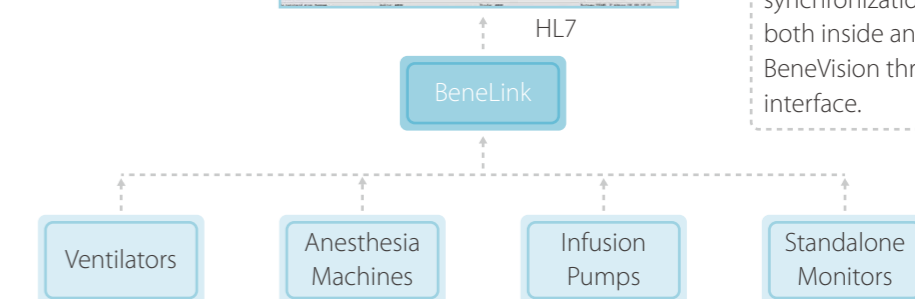 synchronizatio
HL7
both inside an
BeneVision thr
interface.
BeneLink
Ventilators
Anesthesia
Machines
Infusion
Pumps
Standalone
Monitors